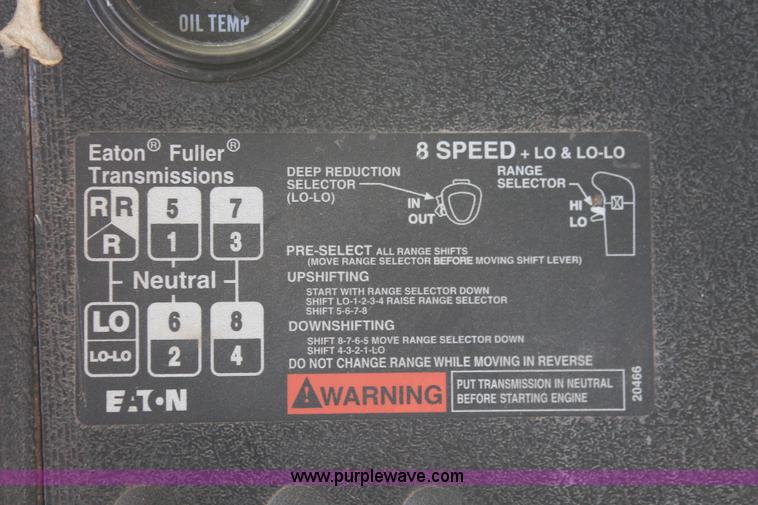 OIL TEMP
Eaton® Fuller®
Transmissions
8 SPEED + LO & LO-LO
R R 5 7
R 1 3
Neutral
LO 6 8
LO-LO 2 4
EATON
DEEP REDUCTION
SELECTOR
(LO-LO)
IN
OUT
RANGE
SELECTOR
HI
LO
PRE-SELECT ALL RANGE SHIFTS
(MOVE RANGE SELECTOR BEFORE MOVING SHIFT LEVER)
UPSHIFTING
START WITH RANGE SELECTOR DOWN
SHIFT LO-1-2-3-4 RAISE RANGE SELECTOR
SHIFT 5-6-7-8
DOWNSHIFTING
SHIFT 8-7-6-5 MOVE RANGE SELECTOR DOWN
SHIFT 4-3-2-1-LO
DO NOT CHANGE RANGE WHILE MOVING IN REVERSE
WARNING
PUT TRANSMISSION IN NEUTRAL
BEFORE STARTING ENGINE
20466
www.purplewave.com